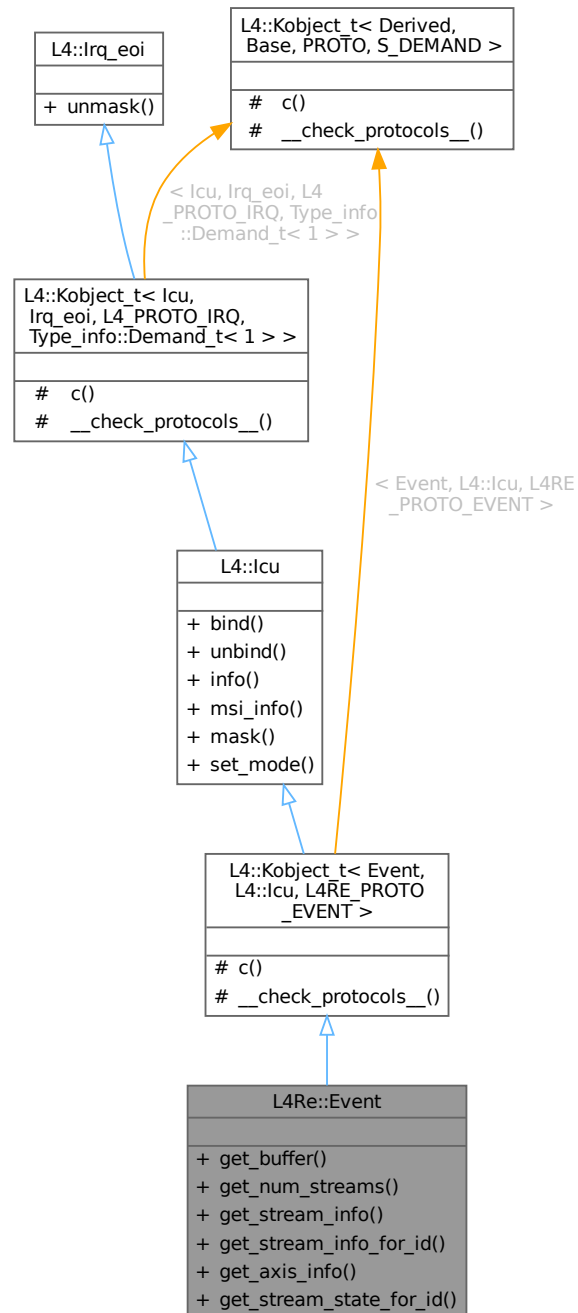 L4::Irq_eoi
+ unmask()
L4::Kobject_t< Derived,
Base, PROTO, S_DEMAND >
# c()
# __check_protocols__()
< Icu, Irq_eoi, L4
_PROTO_IRQ, Type_info
::Demand_t< 1 > >
L4::Kobject_t< Icu,
Irq_eoi, L4_PROTO_IRQ,
Type_info::Demand_t< 1 > >
# c()
# __check_protocols__()
< Event, L4::Icu, L4RE
_PROTO_EVENT >
L4::Icu
+ bind()
+ unbind()
+ info()
+ msi_info()
+ mask()
+ set_mode()
L4::Kobject_t< Event,
L4::Icu, L4RE_PROTO
_EVENT >
# c()
# __check_protocols__()
L4Re::Event
+ get_buffer()
+ get_num_streams()
+ get_stream_info()
+ get_stream_info_for_id()
+ get_axis_info()
+ get_stream_state_for_id()